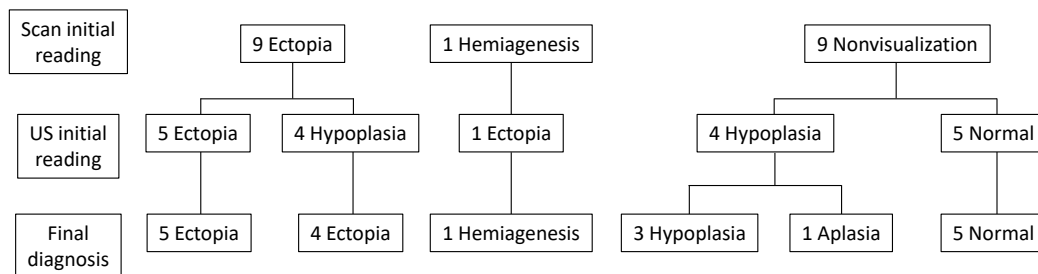 Scan initial
reading
9 Ectopia
1 Hemiagenesis
9 Nonvisualization
US initial
reading
5 Ectopia
4 Hypoplasia
1 Ectopia
4 Hypoplasia
5 Normal
Final
diagnosis
5 Ectopia
4 Ectopia
1 Hemiagenesis
3 Hypoplasia
1 Aplasia
5 Normal